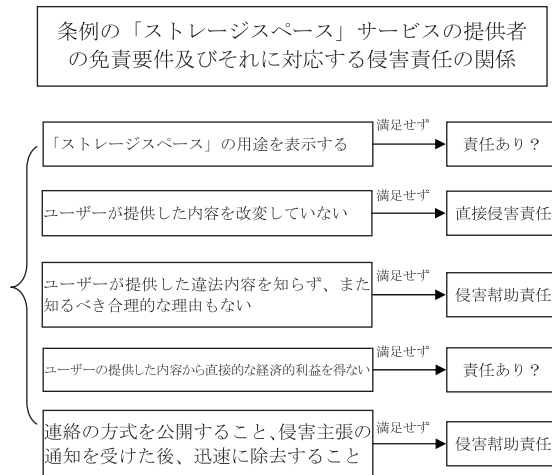 条例の「ストレージスペース」サービスの提供者
の免責要件及びそれに対応する侵害責任の関係
「ストレージスペース」の用途を表示する
満足せず
責任あり？
ユーザーが提供した内容を改変していない
満足せず
直接侵害責任
ユーザーが提供した違法内容を知らず、また
知るべき合理的な理由もない
満足せず
侵害幇助責任
ユーザーの提供した内容から直接的な経済的利益を得ない
満足せず
責任あり？
連絡の方式を公開すること、侵害主張の
通知を受けた後、迅速に除去すること
満足せず
侵害幇助責任